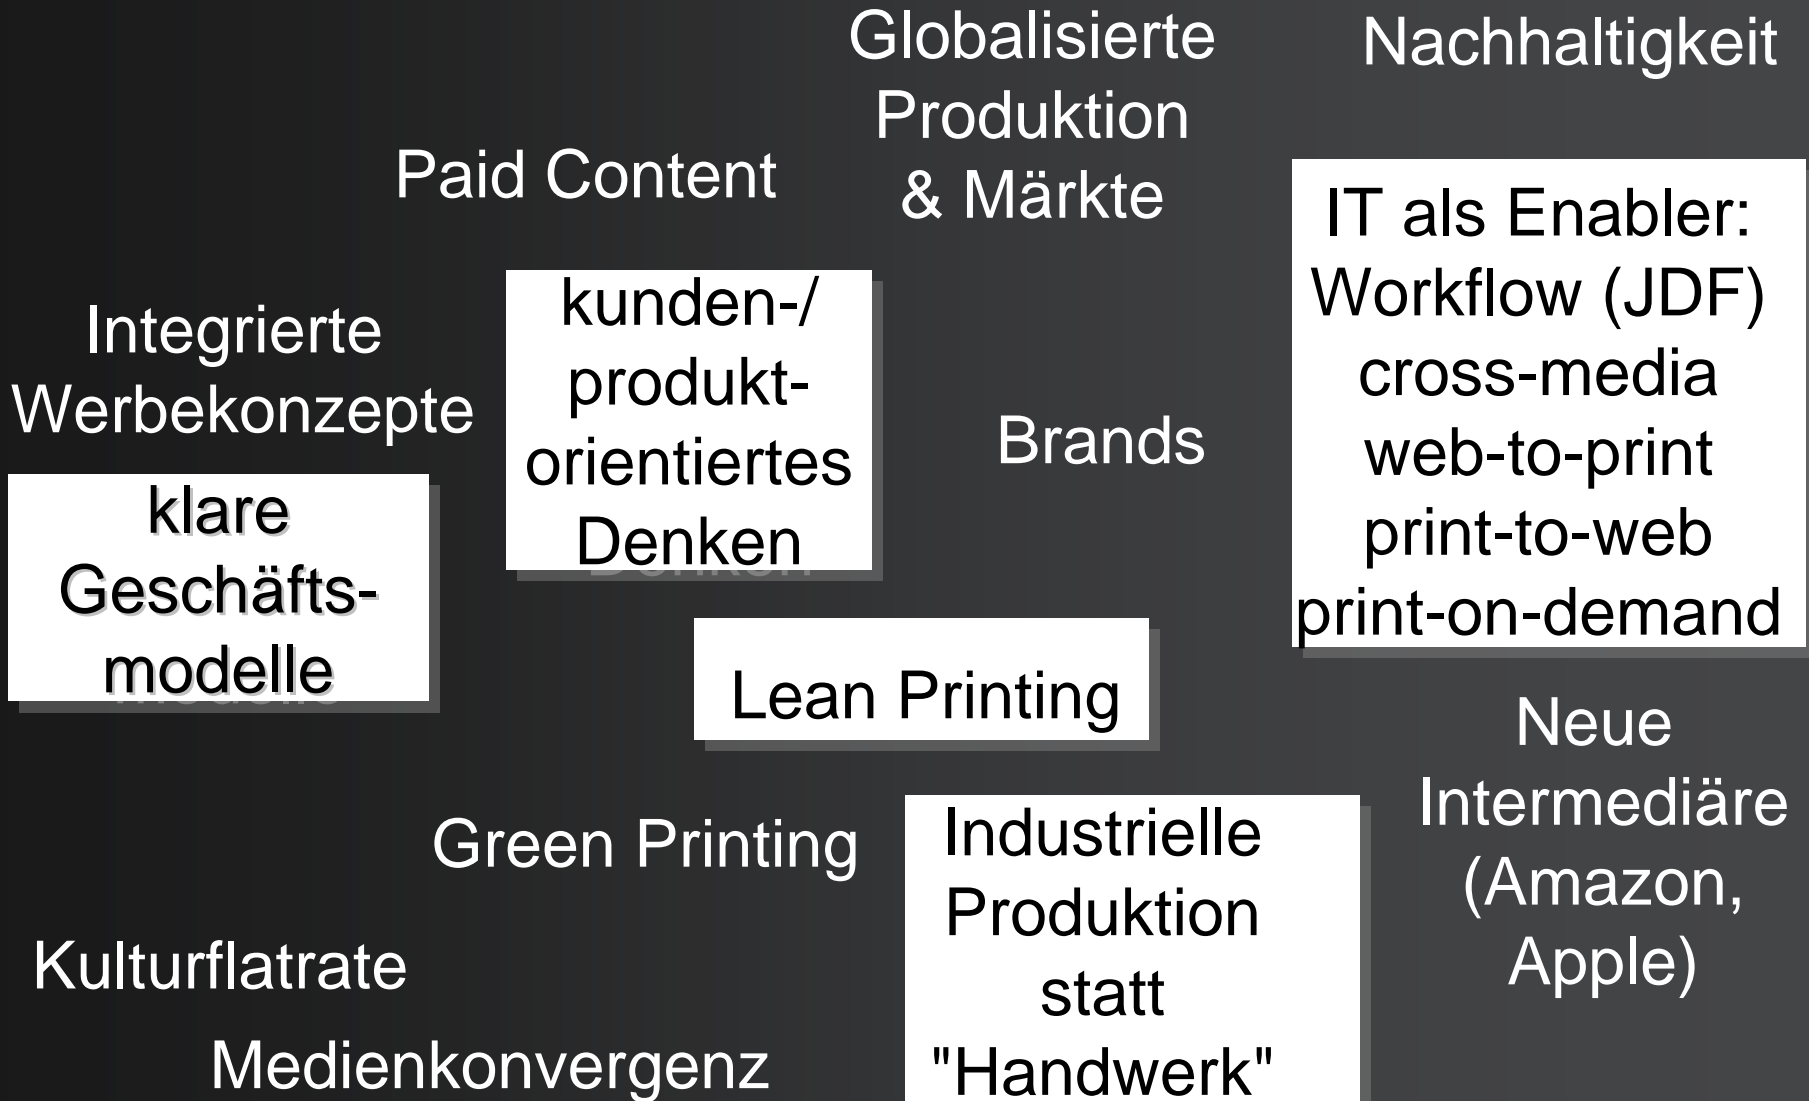 Globalisierte
Produktion
& Märkte
Nachhaltigkeit
Paid Content
IT als Enabler:
Workflow (JDF)
cross-media
web-to-print
print-to-web
print-on-demand
Integrierte
Werbekonzepte
kunden-/
produkt-
orientiertes
Denken
Brands
klare
Geschäfts-
modelle
Lean Printing
Neue
Intermediäre
(Amazon,
Apple)
Green Printing
Industrielle
Produktion
statt
"Handwerk"
Kulturflatrate
Medienkonvergenz